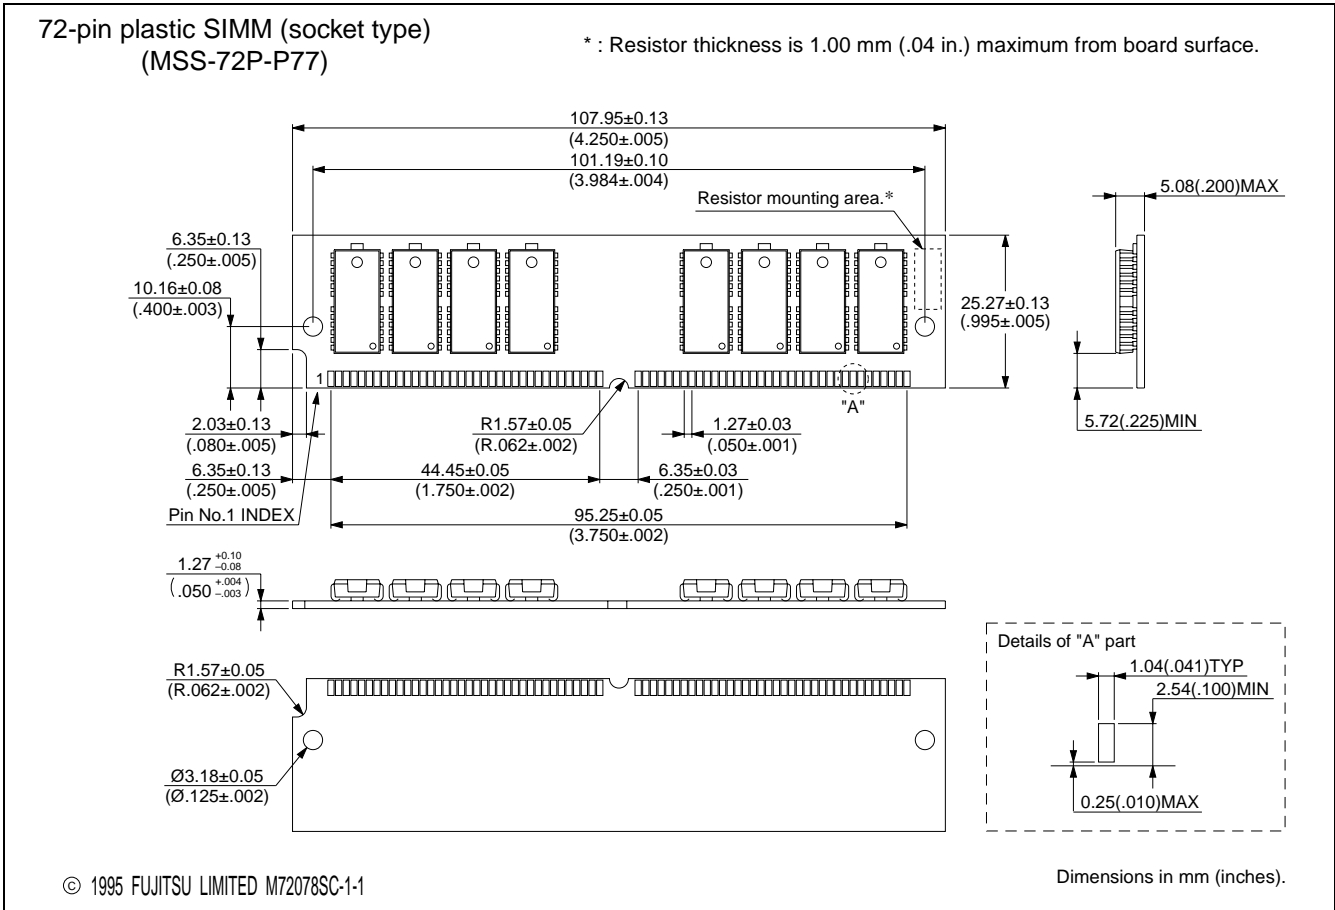 72-pin plastic SIMM (socket type)
(MSS-72P-P77)
* : Resistor thickness is 1.00 mm (.04 in.) maximum from board surface.
107.95±0.13
(4.250±.005)
101.19±0.10
(3.984±.004)
Resistor mounting area.*
5.08(.200)MAX
6.35±0.13
(.250±.005)
10.16±0.08
(.400±.003)
25.27±0.13
(.995±.005)
1
"A"
2.03±0.13
(.080±.005)
R1.57±0.05
(R.062±.002)
1.27±0.03
(.050±.001)
5.72(.225)MIN
6.35±0.13
(.250±.005)
44.45±0.05
(1.750±.002)
6.35±0.03
(.250±.001)
Pin No.1 INDEX
95.25±0.05
(3.750±.002)
1.27 +0.10 –0.08
(.050 +.004 –.003)
R1.57±0.05
(R.062±.002)
Ø3.18±0.05
(Ø.125±.002)
Details of "A" part
1.04(.041)TYP
2.54(.100)MIN
0.25(.010)MAX
© 1995 FUJITSU LIMITED M72078SC-1-1
Dimensions in mm (inches).